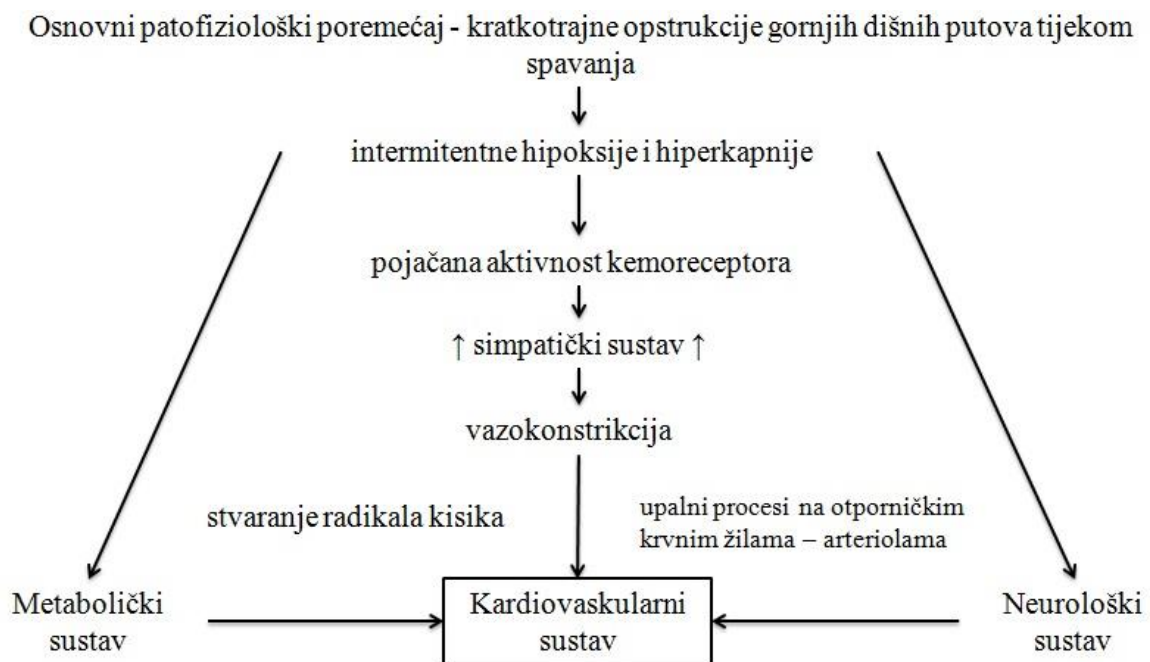 Osnovni patofiziološki poremećaj - kratkotrajne opstrukcije gornjih dišnih putova tijekom
spavanja
intermitentne hipoksije i hiperkapnije
pojačana aktivnost kemoreceptora
↑ simpatički sustav ↑
vazokonstrikcija
stvaranje radikala kisika
upalni procesi na otporničkim
krvnim žilama – arteriolama
Metabolički
sustav
Kardiovaskularni
sustav
Neurološki
sustav